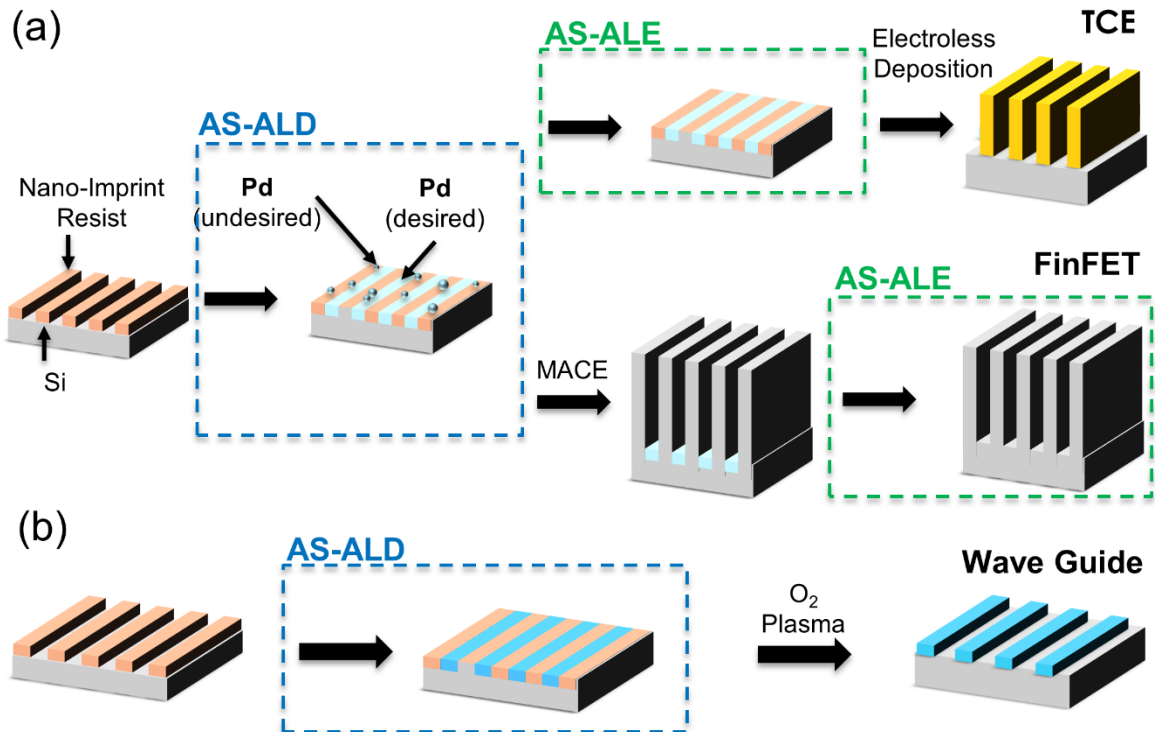 (a)
AS-ALD
Nano-Imprint
Resist
Si
Pd
(undesired)
Pd
(desired)
AS-ALE
Electroless
Deposition
TCE
MACE
AS-ALE
FinFET
(b)
AS-ALD
O₂
Plasma
Wave Guide